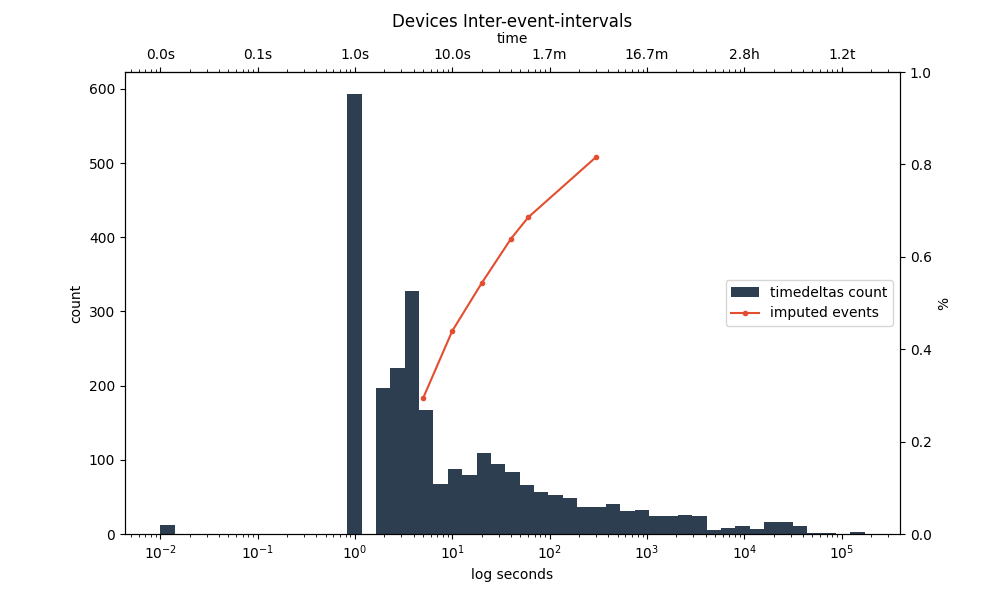 Devices Inter-event-intervals
time
0.0s 0.1s 1.0s 10.0s 1.7m 16.7m 2.8h 1.2t
600
500
400
300
200
100
0
count
1.0
0.8
0.6
0.4
0.2
0.0
%
timedeltas count
imputed events
10⁻² 10⁻¹ 10⁰ 10¹ 10² 10³ 10⁴ 10⁵
log seconds